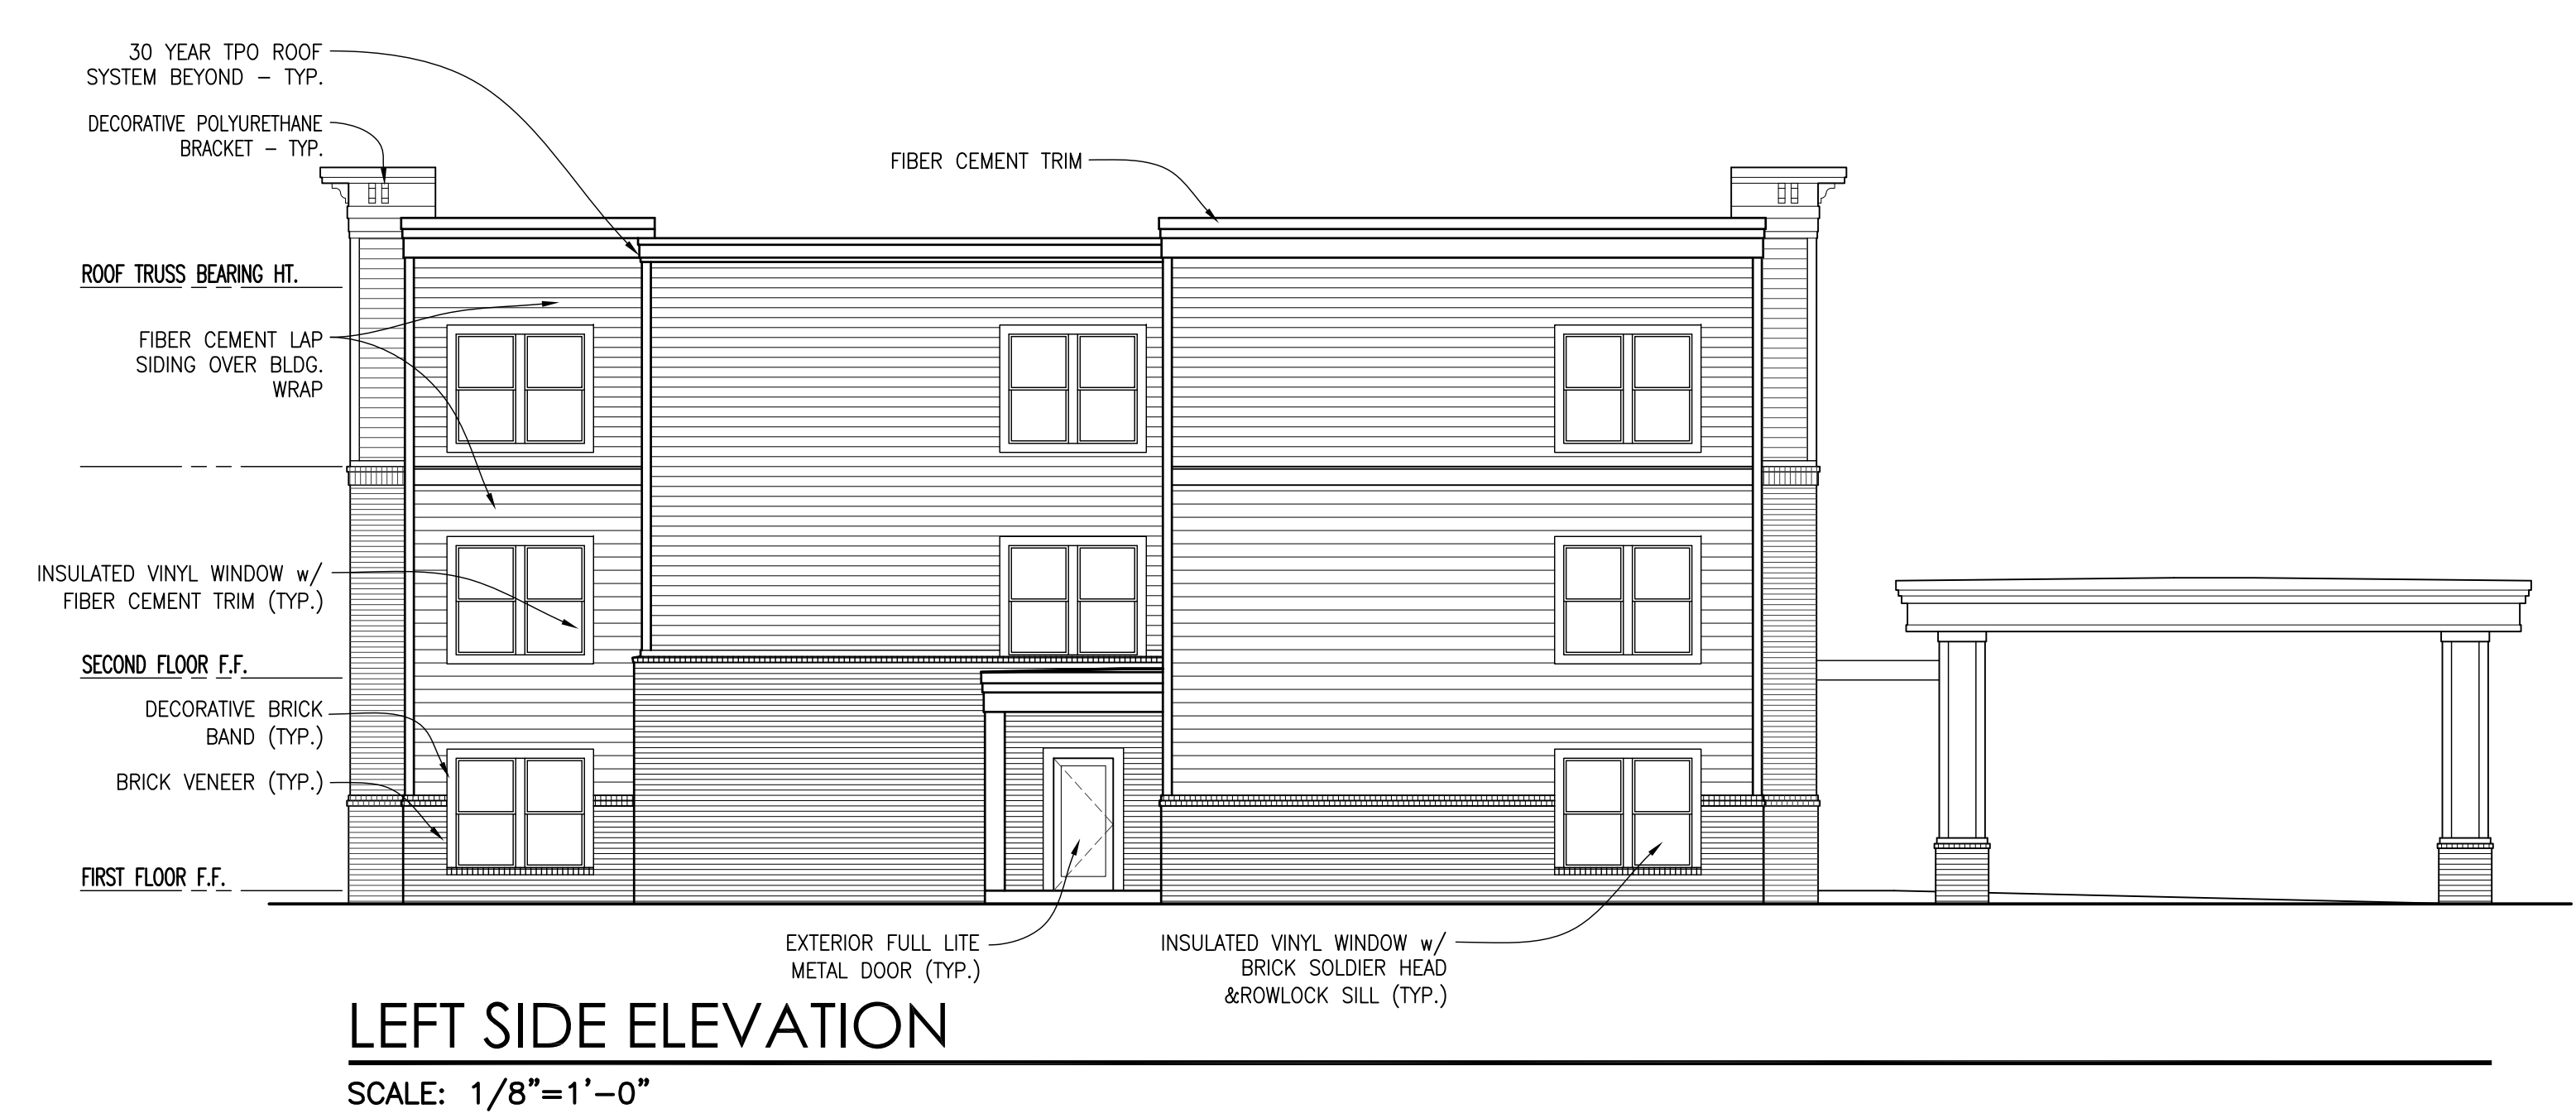 30 YEAR TPO ROOF
SYSTEM BEYOND - TYP.
DECORATIVE POLYURETHANE
BRACKET - TYP.
FIBER CEMENT TRIM
ROOF TRUSS BEARING HT.
FIBER CEMENT LAP
SIDING OVER BLDG.
WRAP
INSULATED VINYL WINDOW w/
FIBER CEMENT TRIM (TYP.)
SECOND FLOOR F.F.
DECORATIVE BRICK
BAND (TYP.)
BRICK VENEER (TYP.)
FIRST FLOOR F.F.
EXTERIOR FULL LITE
METAL DOOR (TYP.)
INSULATED VINYL WINDOW w/
BRICK SOLDIER HEAD
&ROWLOCK SILL (TYP.)
LEFT SIDE ELEVATION
SCALE: 1/8"=1'-0"